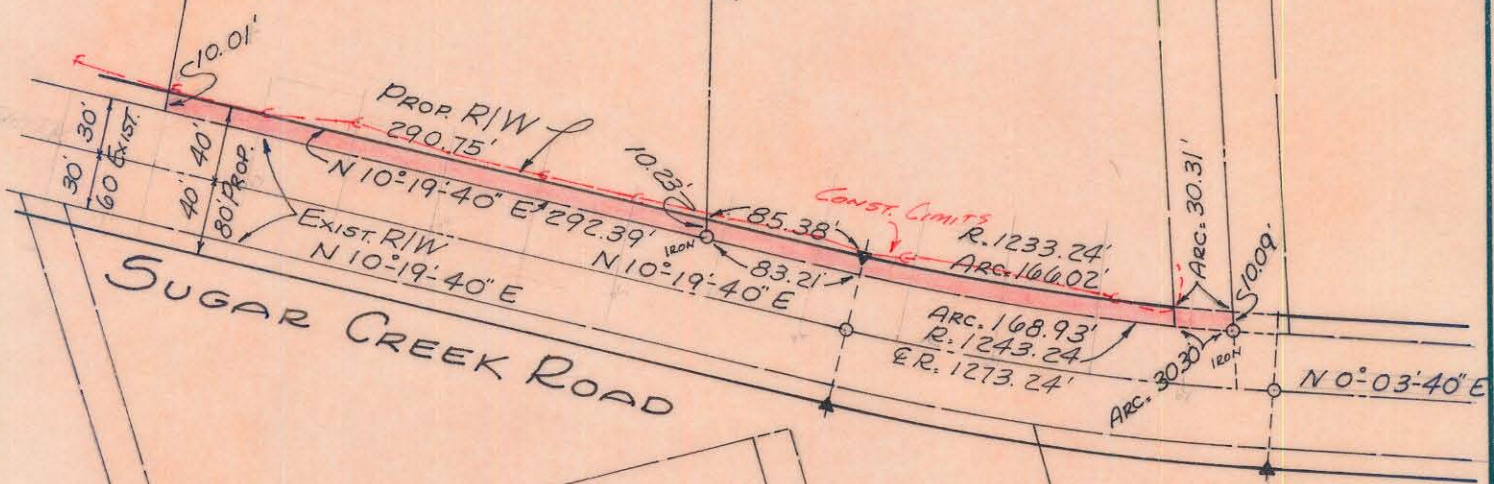 10.01'
PROP. R/W
290.75'
30'
30'
60 EXIST.
40'
40'
80' PROP.
N 10°-19'-40" E 292.39'
EXIST. R/W
N 10°-19'-40" E
10.23'
IRON
85.38'
83.21'
N 10°-19'-40" E
CONST. LIMITS
R. 1233.24'
ARC. 166.02'
ARC. 168.93'
R. 1243.24
℄ R. 1273.24'
ARC. 30.31'
10.09'
IRON
ARC. 30.30'
N 0°-03'-40" E
SUGAR CREEK ROAD